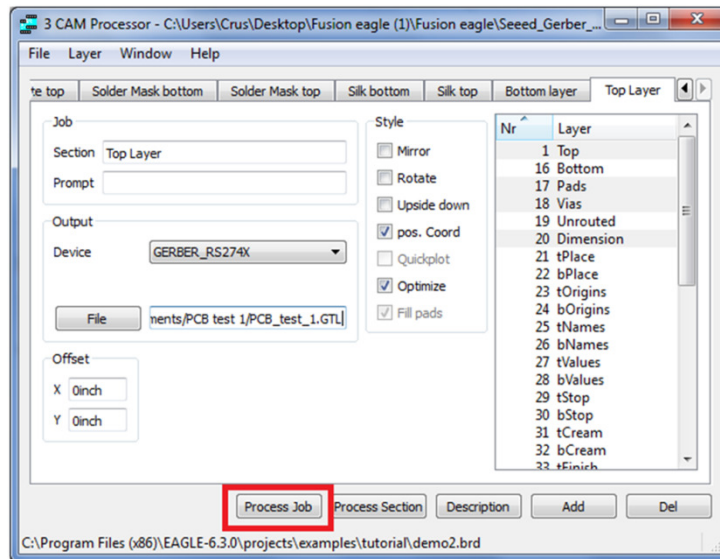 3 CAM Processor - C:\Users\Crus\Desktop\Fusion eagle (1)\Fusion eagle\Seeed_Gerber_...
File Layer Window Help
te top Solder Mask bottom Solder Mask top Silk bottom Silk top Bottom layer Top Layer
Job
Section Top Layer
Prompt
Output
Device GERBER_RS274X
File ments/PCB test 1/PCB_test_1.GTL
Offset
X 0inch
Y 0inch
Style
Mirror
Rotate
Upside down
pos. Coord
Quickplot
Optimize
Fill pads
Nr Layer
1 Top
16 Bottom
17 Pads
18 Vias
19 Unrouted
20 Dimension
21 tPlace
22 bPlace
23 tOrigins
24 bOrigins
25 tNames
26 bNames
27 tValues
28 bValues
29 tStop
30 bStop
31 tCream
32 bCream
33 tFinish
Process Job Process Section Description Add Del
C:\Program Files (x86)\EAGLE-6.3.0\projects\examples\tutorial\demo2.brd